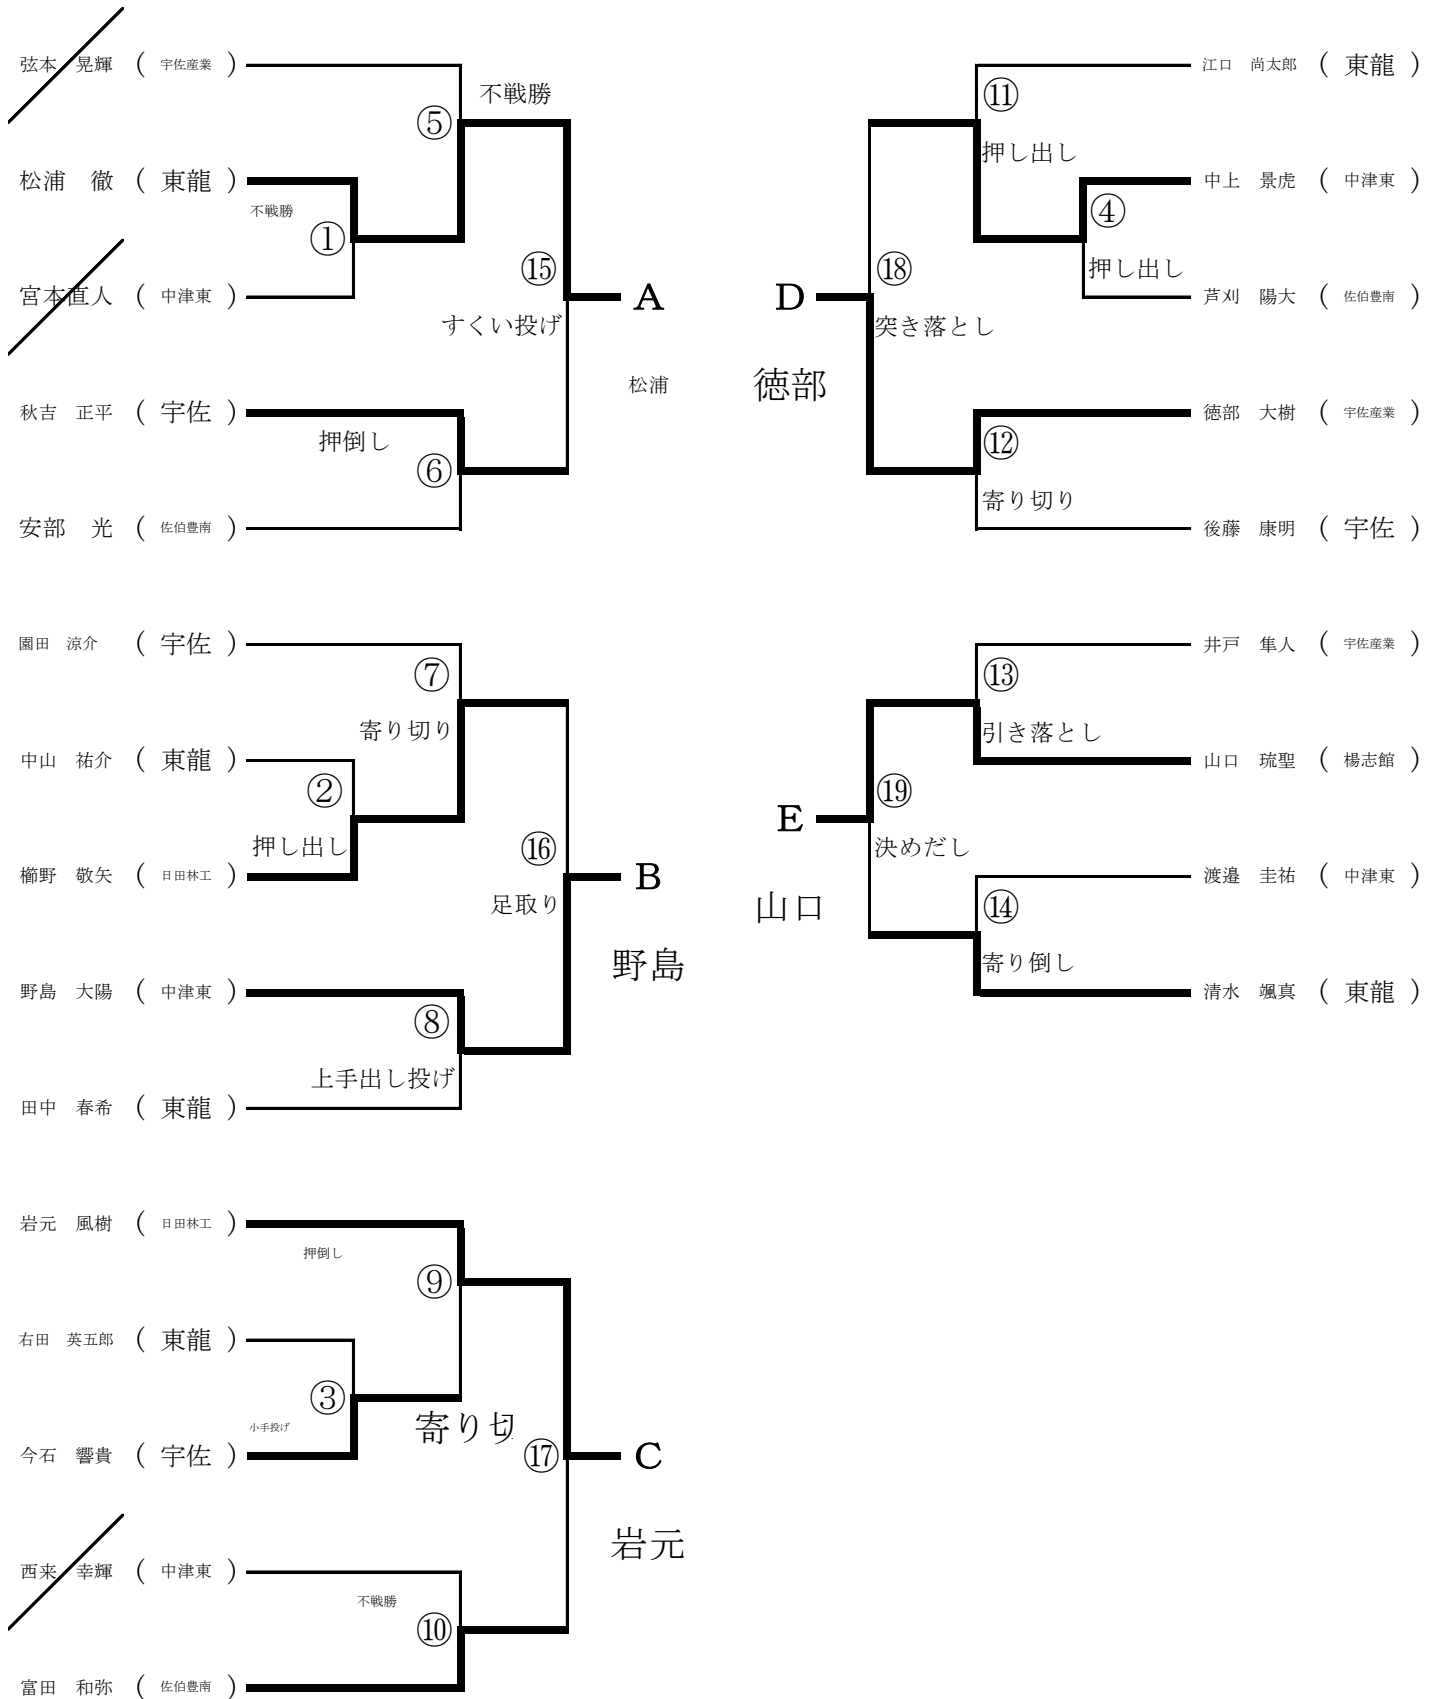 弦本 晃輝 ( 宇佐産業 )
不戦勝
⑤
松浦 徹 ( 東龍 )
不戦勝
①
宮本直人 ( 中津東 )
⑮
A
すくい投げ
松浦
秋吉 正平 ( 宇佐 )
押倒し
⑥
安部 光 ( 佐伯豊南 )
園田 涼介 ( 宇佐 )
⑦
寄り切り
中山 祐介 ( 東龍 )
②
押し出し
櫛野 敬矢 ( 日田林工 )
⑯
B
足取り
野島
野島 大陽 ( 中津東 )
⑧
上手出し投げ
田中 春希 ( 東龍 )
岩元 風樹 ( 日田林工 )
押倒し
⑨
右田 英五郎 ( 東龍 )
③
小手投げ
寄り切
今石 響貴 ( 宇佐 )
⑰
C
岩元
西来 幸輝 ( 中津東 )
不戦勝
⑩
富田 和弥 ( 佐伯豊南 )
江口 尚太郎 ( 東龍 )
⑪
押し出し
中上 景虎 ( 中津東 )
④
押し出し
芦刈 陽大 ( 佐伯豊南 )
⑱
D
突き落とし
徳部
徳部 大樹 ( 宇佐産業 )
⑫
寄り切り
後藤 康明 ( 宇佐 )
井戸 隼人 ( 宇佐産業 )
⑬
引き落とし
山口 琉聖 ( 楊志館 )
⑲
E
決めだし
山口
渡邉 圭祐 ( 中津東 )
⑭
寄り倒し
清水 颯真 ( 東龍 )